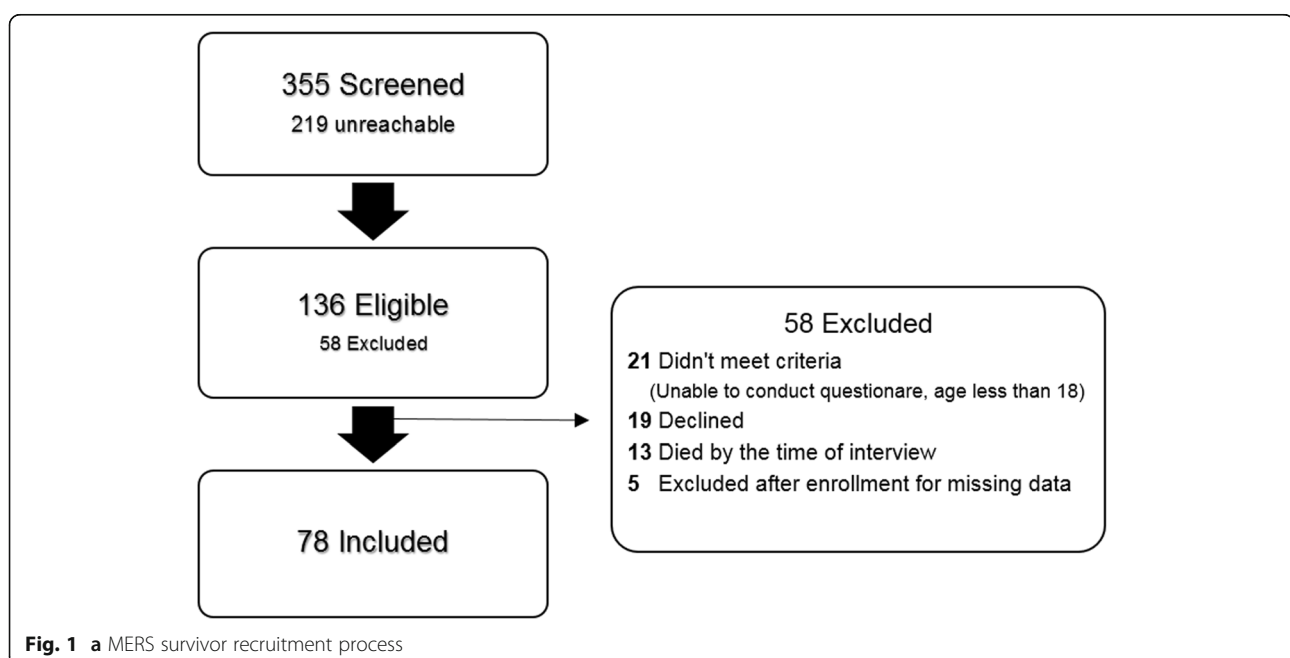 355 Screened
219 unreachable
136 Eligible
58 Excluded
58 Excluded
21 Didn't meet criteria
(Unable to conduct questionare, age less than 18)
19 Declined
13 Died by the time of interview
5 Excluded after enrollment for missing data
78 Included
Fig. 1 a MERS survivor recruitment process